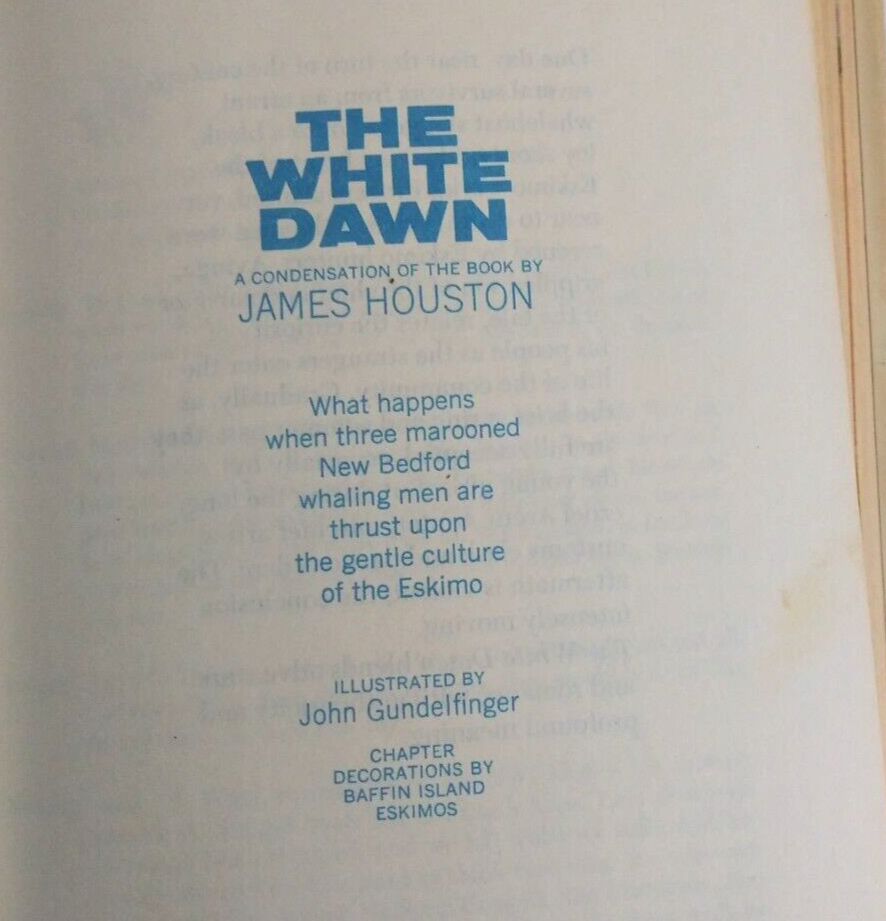 THE
WHITE
DAWN
A CONDENSATION OF THE BOOK BY
JAMES HOUSTON
What happens
when three marooned
New Bedford
whaling men are
thrust upon
the gentle culture
of the Eskimo
ILLUSTRATED BY
John Gundelfinger
CHAPTER
DECORATIONS BY
BAFFIN ISLAND
ESKIMOS